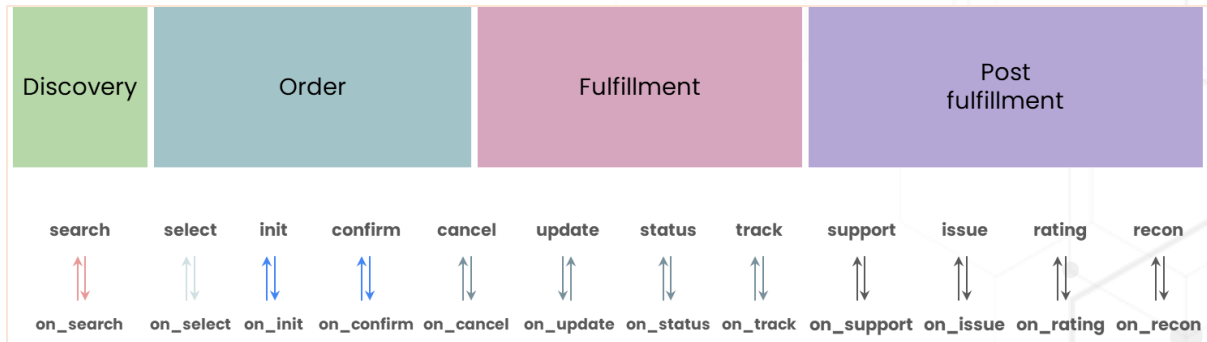 Discovery
Order
Fulfillment
Post
fulfillment
search select init confirm cancel update status track support issue rating recon
on_search on_select on_init on_confirm on_cancel on_update on_status on_track on_support on_issue on_rating on_recon